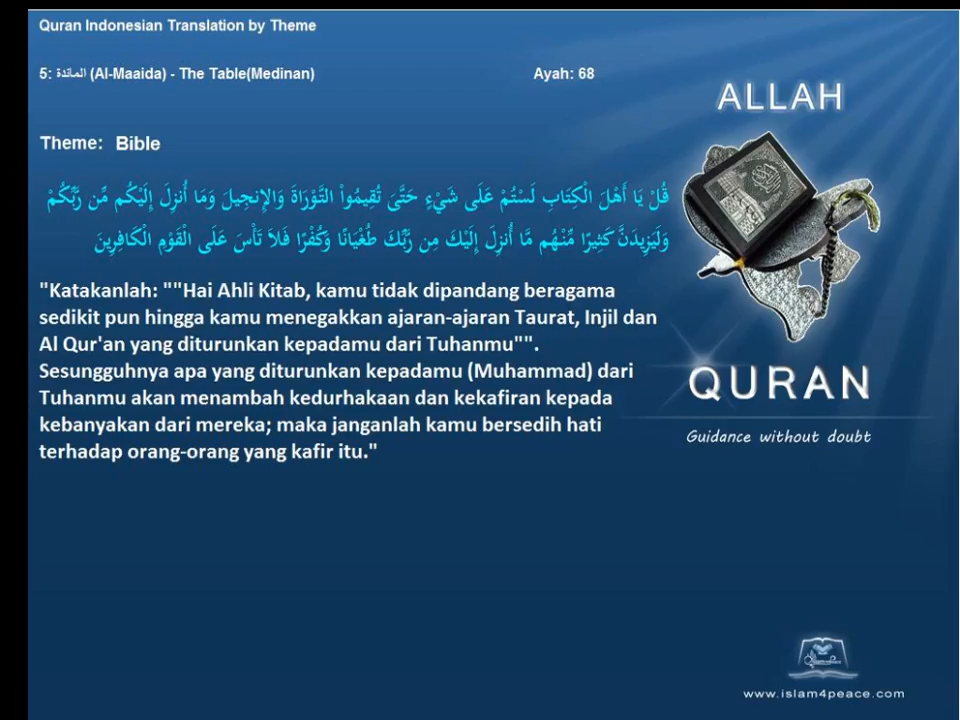 Quran Indonesian Translation by Theme
5: المائدة (Al-Maaida) - The Table(Medinan)
Ayah: 68
ALLAH
Theme: Bible
قُلْ يَا أَهْلَ الْكِتَابِ لَسْتُمْ عَلَى شَيْءٍ حَتَّىَ تُقِيمُواْ التَّوْرَاةَ وَالإِنجِيلَ وَمَا أُنزِلَ إِلَيْكُم مِّن رَّبِّكُمْ
وَلَيَزِيدَنَّ كَثِيرًا مِّنْهُم مَّا أُنزِلَ إِلَيْكَ مِن رَّبِّكَ طُغْيَانًا وَكُفْرًا فَلاَ تَأْسَ عَلَى الْقَوْمِ الْكَافِرِينَ
"Katakanlah: ""Hai Ahli Kitab, kamu tidak dipandang beragama
sedikit pun hingga kamu menegakkan ajaran-ajaran Taurat, Injil dan
Al Qur'an yang diturunkan kepadamu dari Tuhanmu"".
Sesungguhnya apa yang diturunkan kepadamu (Muhammad) dari
Tuhanmu akan menambah kedurhakaan dan kekafiran kepada
kebanyakan dari mereka; maka janganlah kamu bersedih hati
terhadap orang-orang yang kafir itu."
QURAN
Guidance without doubt
www.islam4peace.com